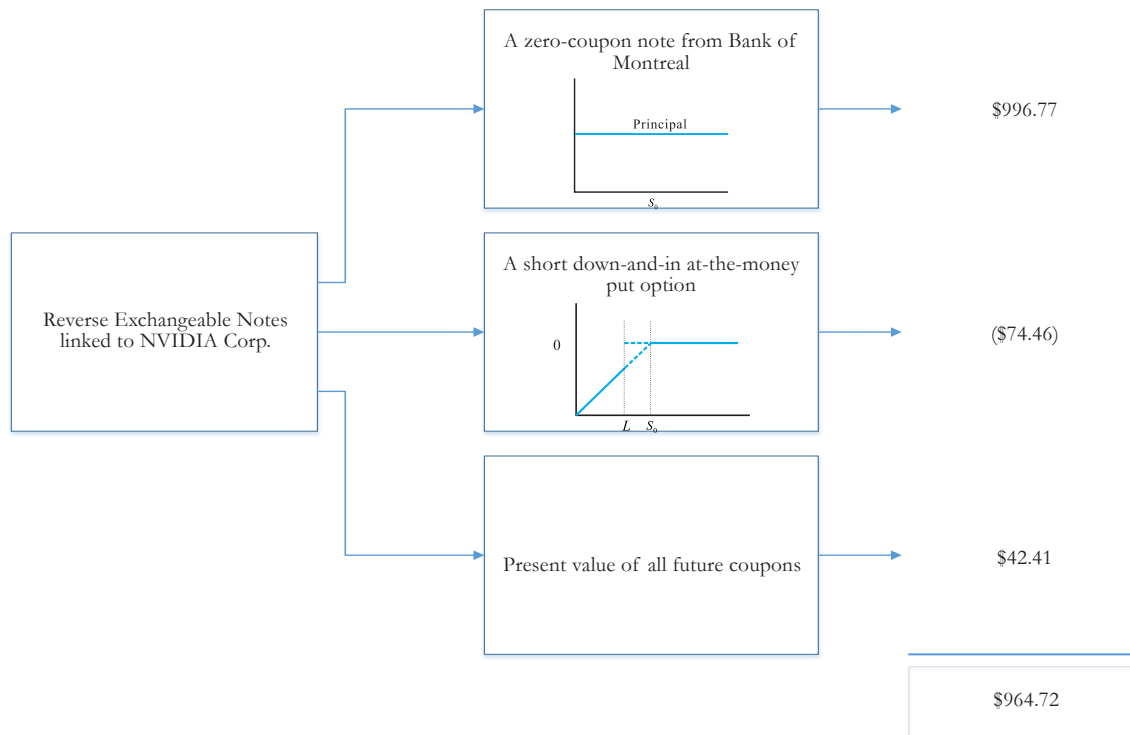 A zero-coupon note from Bank of
Montreal
Principal
S₀
$996.77
Reverse Exchangeable Notes
linked to NVIDIA Corp.
A short down-and-in at-the-money
put option
0
L S₀
($74.46)
Present value of all future coupons
$42.41
$964.72